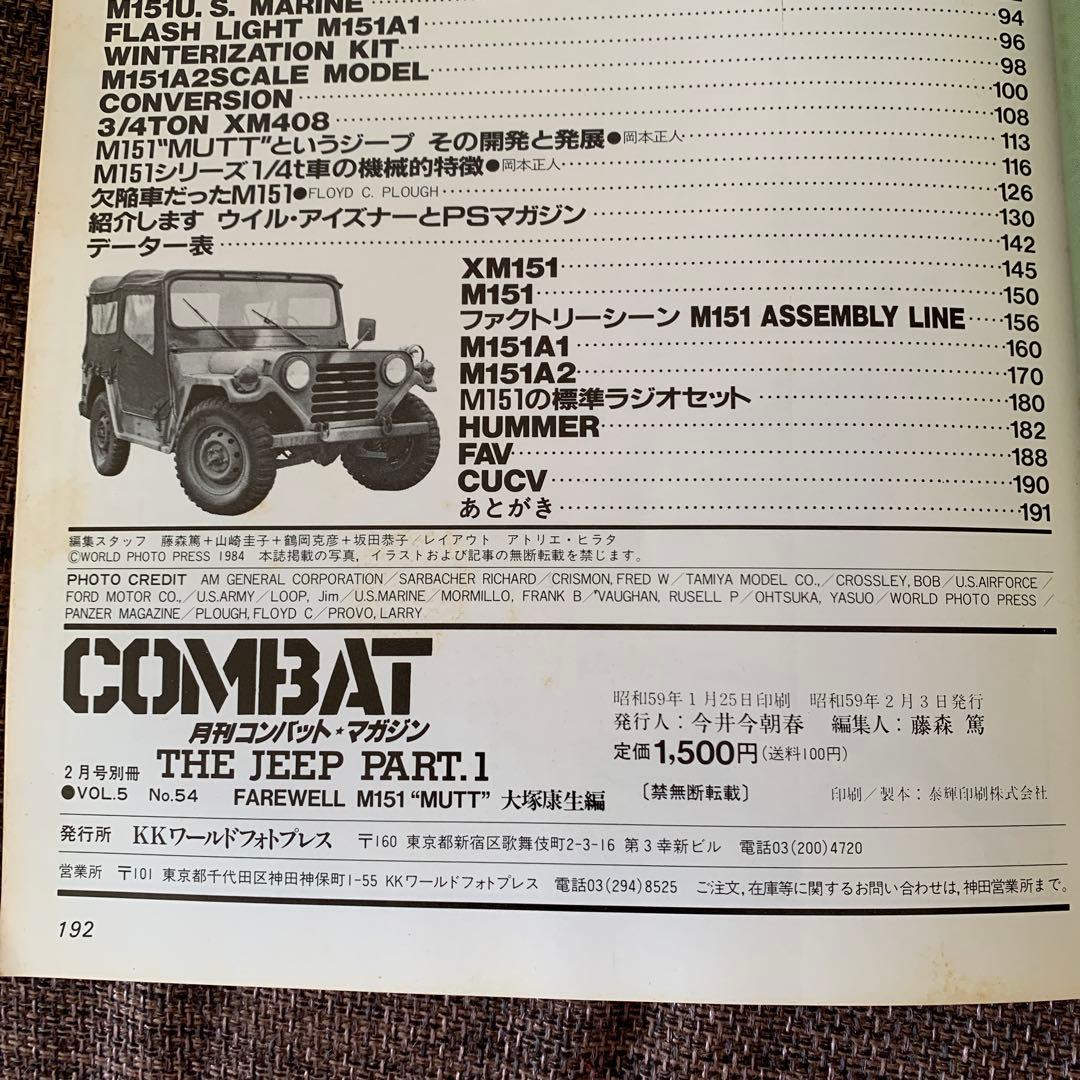 M151U. S. MARINE 94
FLASH LIGHT M151A1 96
WINTERIZATION KIT 98
M151A2SCALE MODEL 100
CONVERSION 108
3/4TON XM408 113
M151"MUTT"というジープ その開発と発展●岡本正人 116
M151シリーズ1/4t車の機械的特徴●岡本正人 126
欠陥車だったM151●FLOYD C. PLOUGH 130
紹介します ウイル・アイズナーとPSマガジン 142
データー表 145
XM151 150
M151 156
ファクトリーシーン M151 ASSEMBLY LINE 160
M151A1 170
M151A2 180
M151の標準ラジオセット 182
HUMMER 188
FAV 190
CUCV 191
あとがき
編集スタッフ 藤森篤+山崎圭子+鶴岡克彦+坂田恭子/レイアウト アトリエ・ヒラタ
©WORLD PHOTO PRESS 1984 本誌掲載の写真, イラストおよび記事の無断転載を禁じます。
PHOTO CREDIT AM GENERAL CORPORATION/SARBACHER RICHARD/CRISMON, FRED W/TAMIYA MODEL CO.,/CROSSLEY, BOB/U.S.AIRFORCE/
FORD MOTOR CO.,/U.S.ARMY/LOOP, Jim/U.S.MARINE/MORMILLO, FRANK B/VAUGHAN, RUSELL P/OHTSUKA, YASUO/WORLD PHOTO PRESS/
PANZER MAGAZINE/PLOUGH, FLOYD C/PROVO, LARRY
COMBAT
月刊コンバット★マガジン
2月号別冊 THE JEEP PART.1
●VOL.5 No.54 FAREWELL M151 "MUTT" 大塚康生編
昭和59年1月25日印刷 昭和59年2月3日発行
発行人:今井今朝春 編集人:藤森 篤
定価1,500円(送料100円)
〔禁無断転載〕 印刷/製本:泰輝印刷株式会社
発行所 KKワールドフォトプレス 〒160 東京都新宿区歌舞伎町2-3-16 第3幸新ビル 電話03(200)4720
営業所 〒101 東京都千代田区神田神保町1-55 KKワールドフォトプレス 電話03(294)8525 ご注文,在庫等に関するお問い合わせは,神田営業所まで。
192